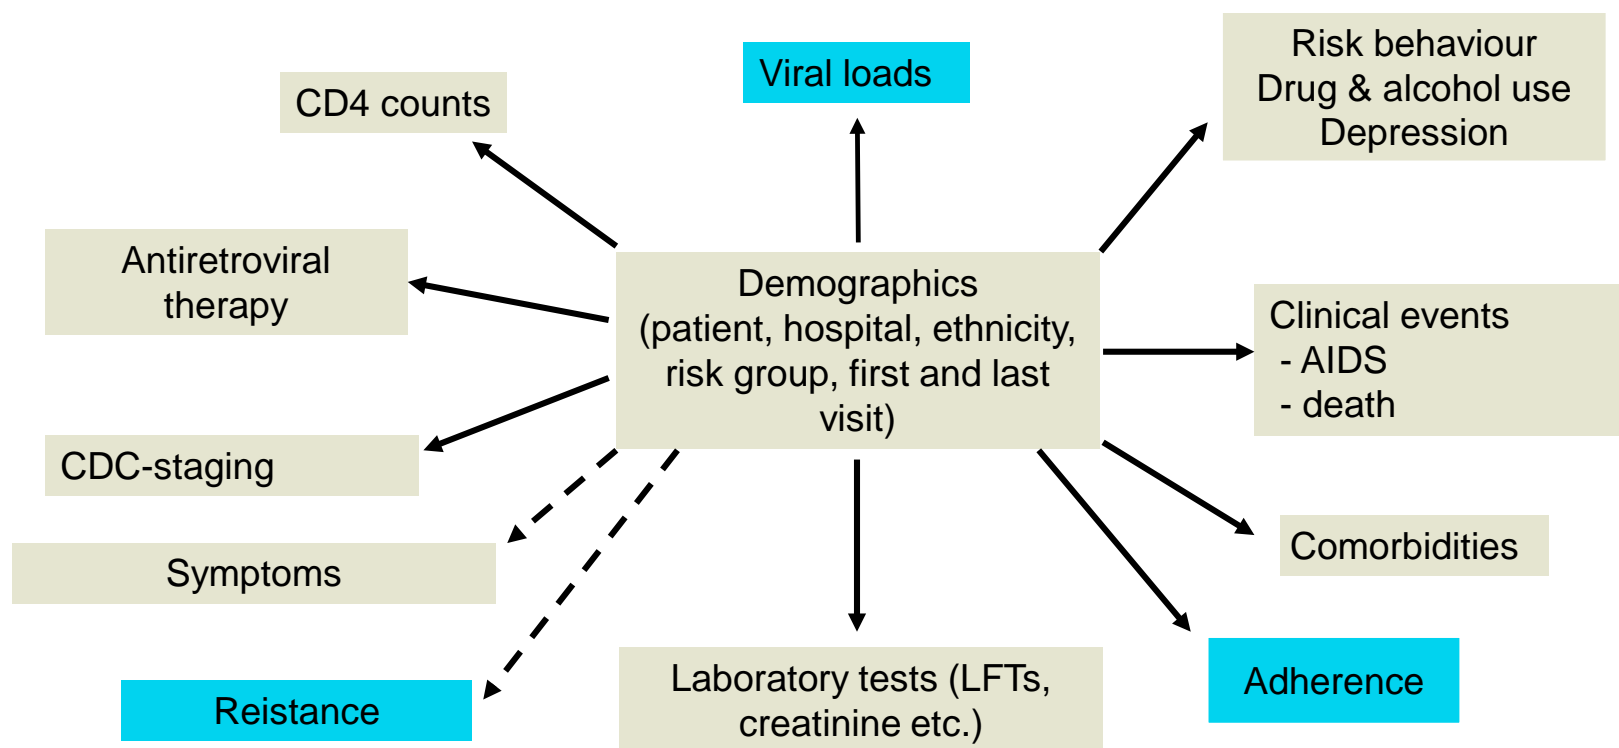 Viral loads
Risk behaviour
Drug & alcohol use
Depression
CD4 counts
Antiretroviral
therapy
Demographics
(patient, hospital, ethnicity,
risk group, first and last
visit)
Clinical events
- AIDS
- death
CDC-staging
Comorbidities
Symptoms
Laboratory tests (LFTs,
creatinine etc.)
Adherence
Reistance